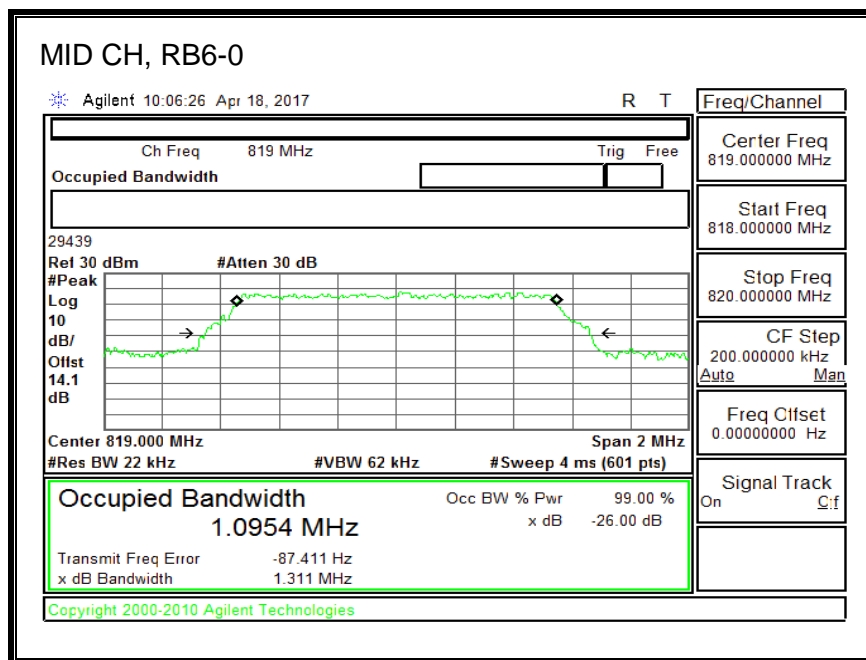 MID CH, RB6-0
Agilent 10:06:26 Apr 18, 2017 R T
Ch Freq 819 MHz Trig Free
Occupied Bandwidth
29439
Ref 30 dBm #Atten 30 dB
#Peak
Log
10
dB/
Offst
14.1
dB
Center 819.000 MHz Span 2 MHz
#Res BW 22 kHz #VBW 62 kHz #Sweep 4 ms (601 pts)
Occupied Bandwidth Occ BW % Pwr 99.00 %
1.0954 MHz x dB -26.00 dB
Transmit Freq Error -87.411 Hz
x dB Bandwidth 1.311 MHz
Copyright 2000-2010 Agilent Technologies
Freq/Channel
Center Freq
819.000000 MHz
Start Freq
818.000000 MHz
Stop Freq
820.000000 MHz
CF Step
200.000000 kHz
Auto Man
Freq Offset
0.00000000 Hz
Signal Track
On Off